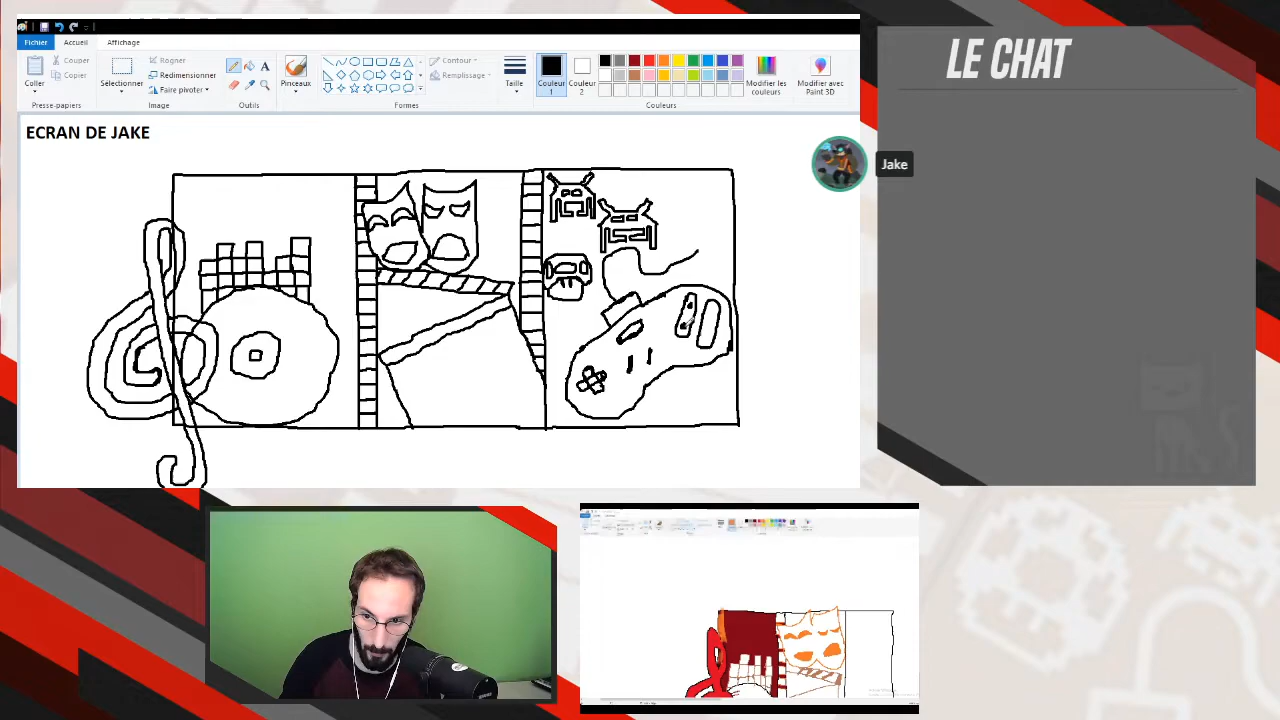 Fichier Accueil Affichage
Coller
Couper
Copier
Presse-papiers
Sélectionner
Rogner
Redimensionner
Faire pivoter
Image
A
Outils
Pinceaux
Contour
Remplissage
Formes
Taille
Couleur 1
Couleur 2
Modifier les couleurs
Couleurs
Modifier avec Paint 3D
ECRAN DE JAKE
Jake
LE CHAT